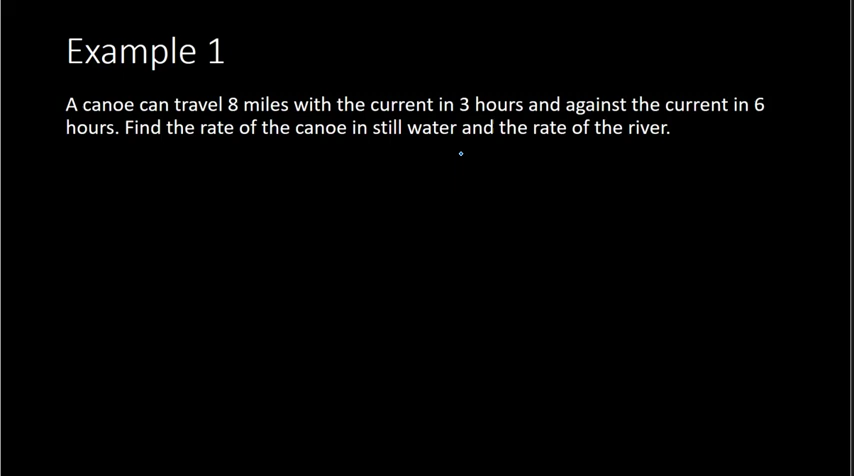 Example 1
A canoe can travel 8 miles with the current in 3 hours and against the current in 6
hours. Find the rate of the canoe in still water and the rate of the river.